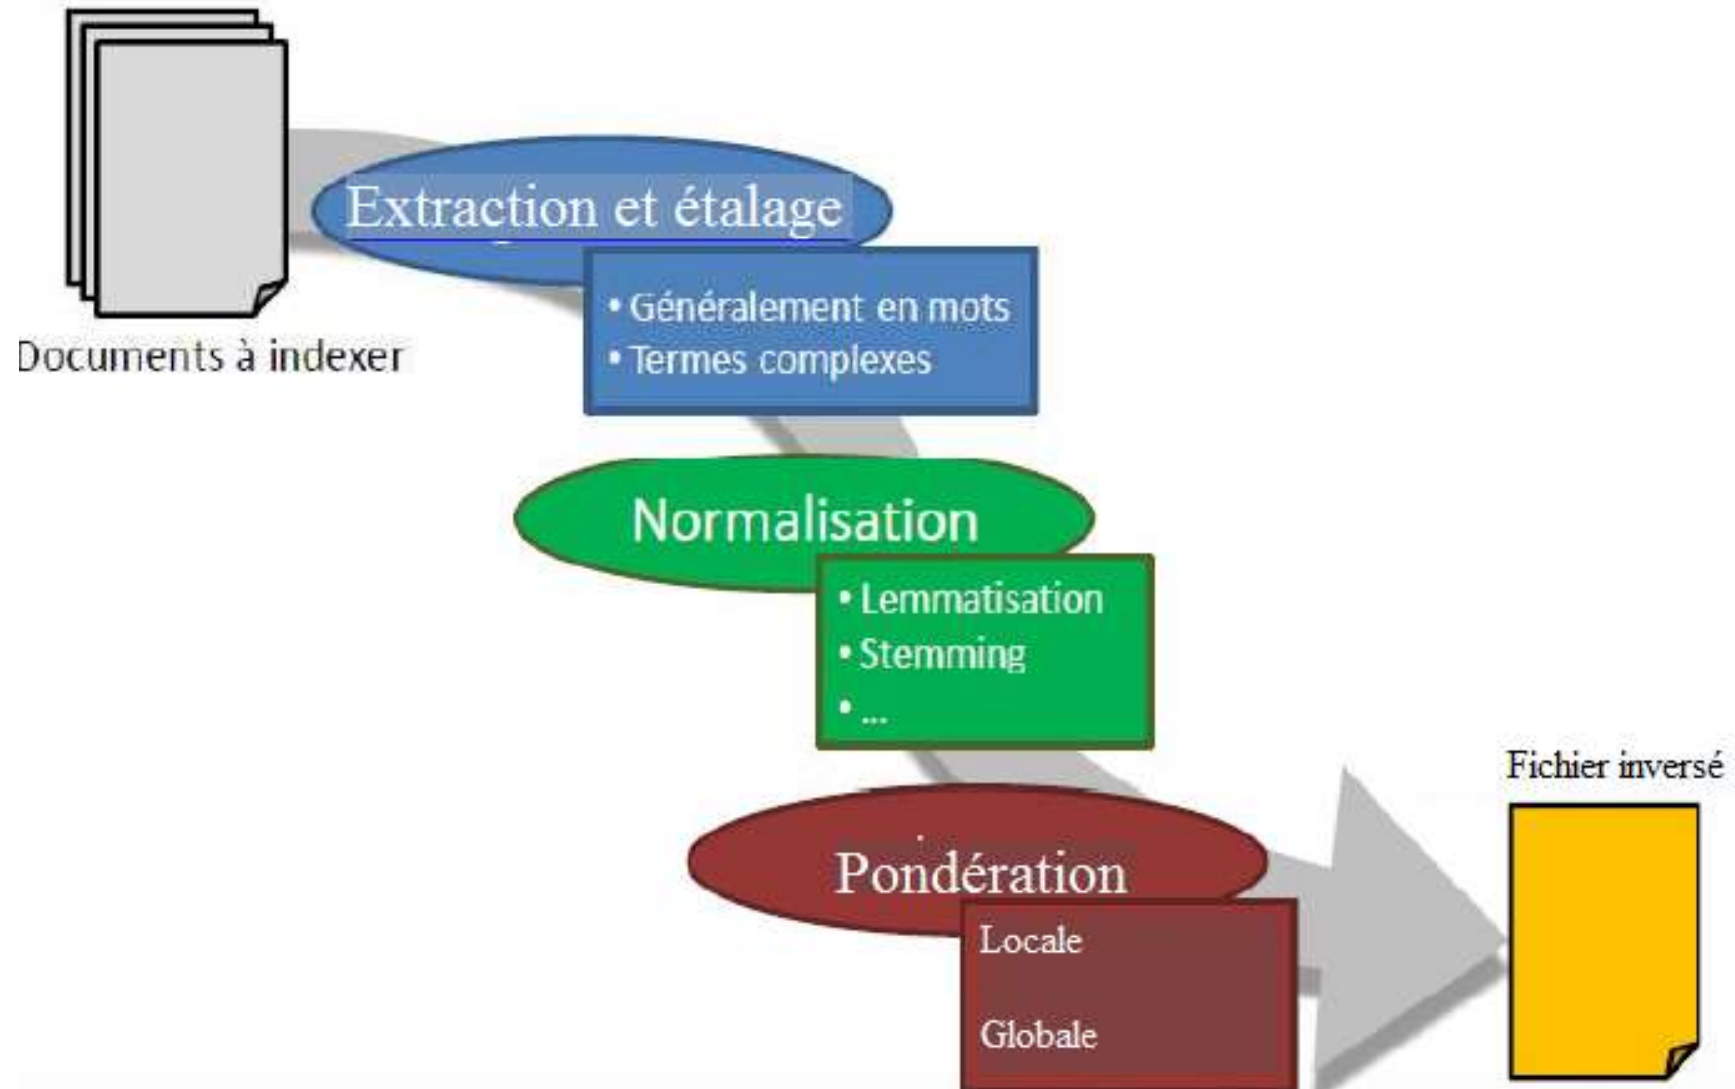 Extraction et étalage
• Généralement en mots
• Termes complexes
Documents à indexer
Normalisation
• Lemmatisation
• Stemming
• ...
Fichier inversé
Pondération
Locale
Globale